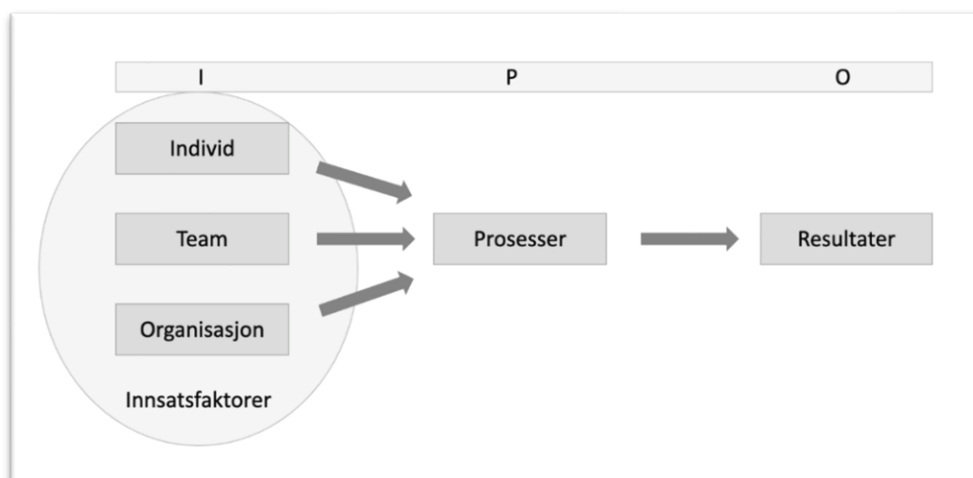 I P O
Individ
Team
Prosesser
Resultater
Organisasjon
Innsatsfaktorer